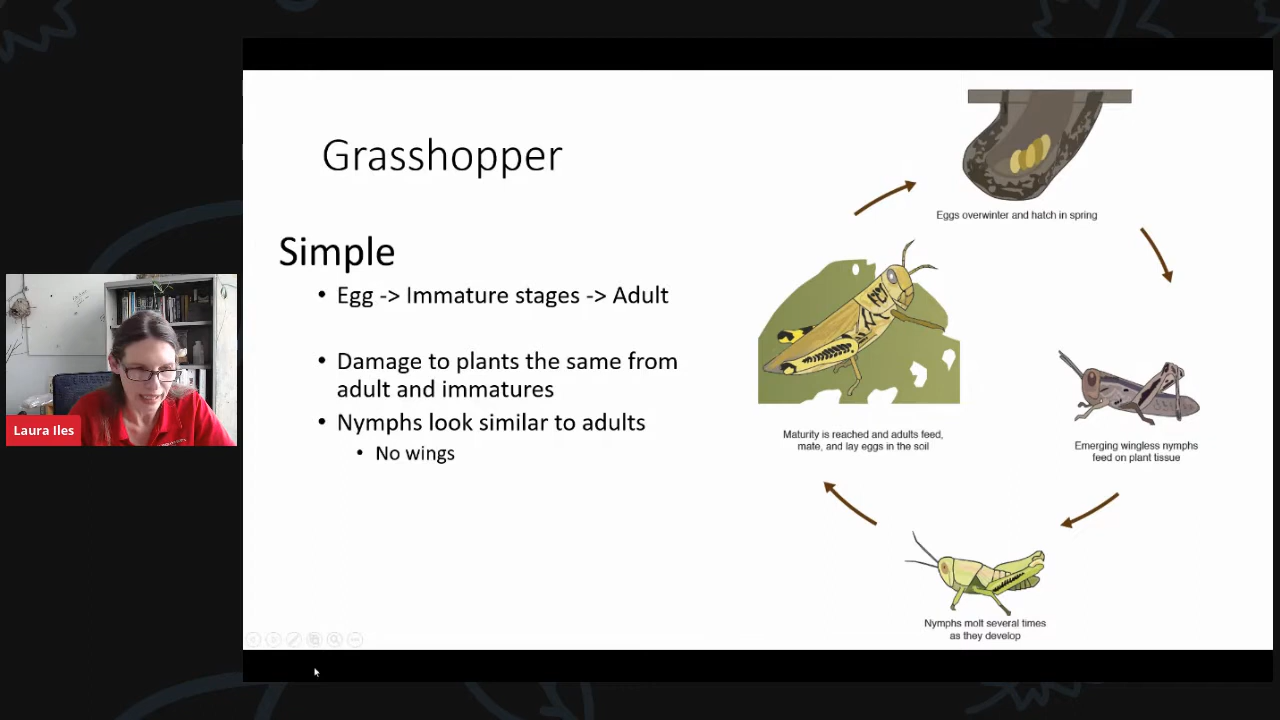 Grasshopper
Simple
• Egg -> Immature stages -> Adult
• Damage to plants the same from
adult and immatures
• Nymphs look similar to adults
• No wings
Eggs overwinter and hatch in spring
Maturity is reached and adults feed,
mate, and lay eggs in the soil
Emerging wingless nymphs
feed on plant tissue
Nymphs molt several times
as they develop
Laura Iles